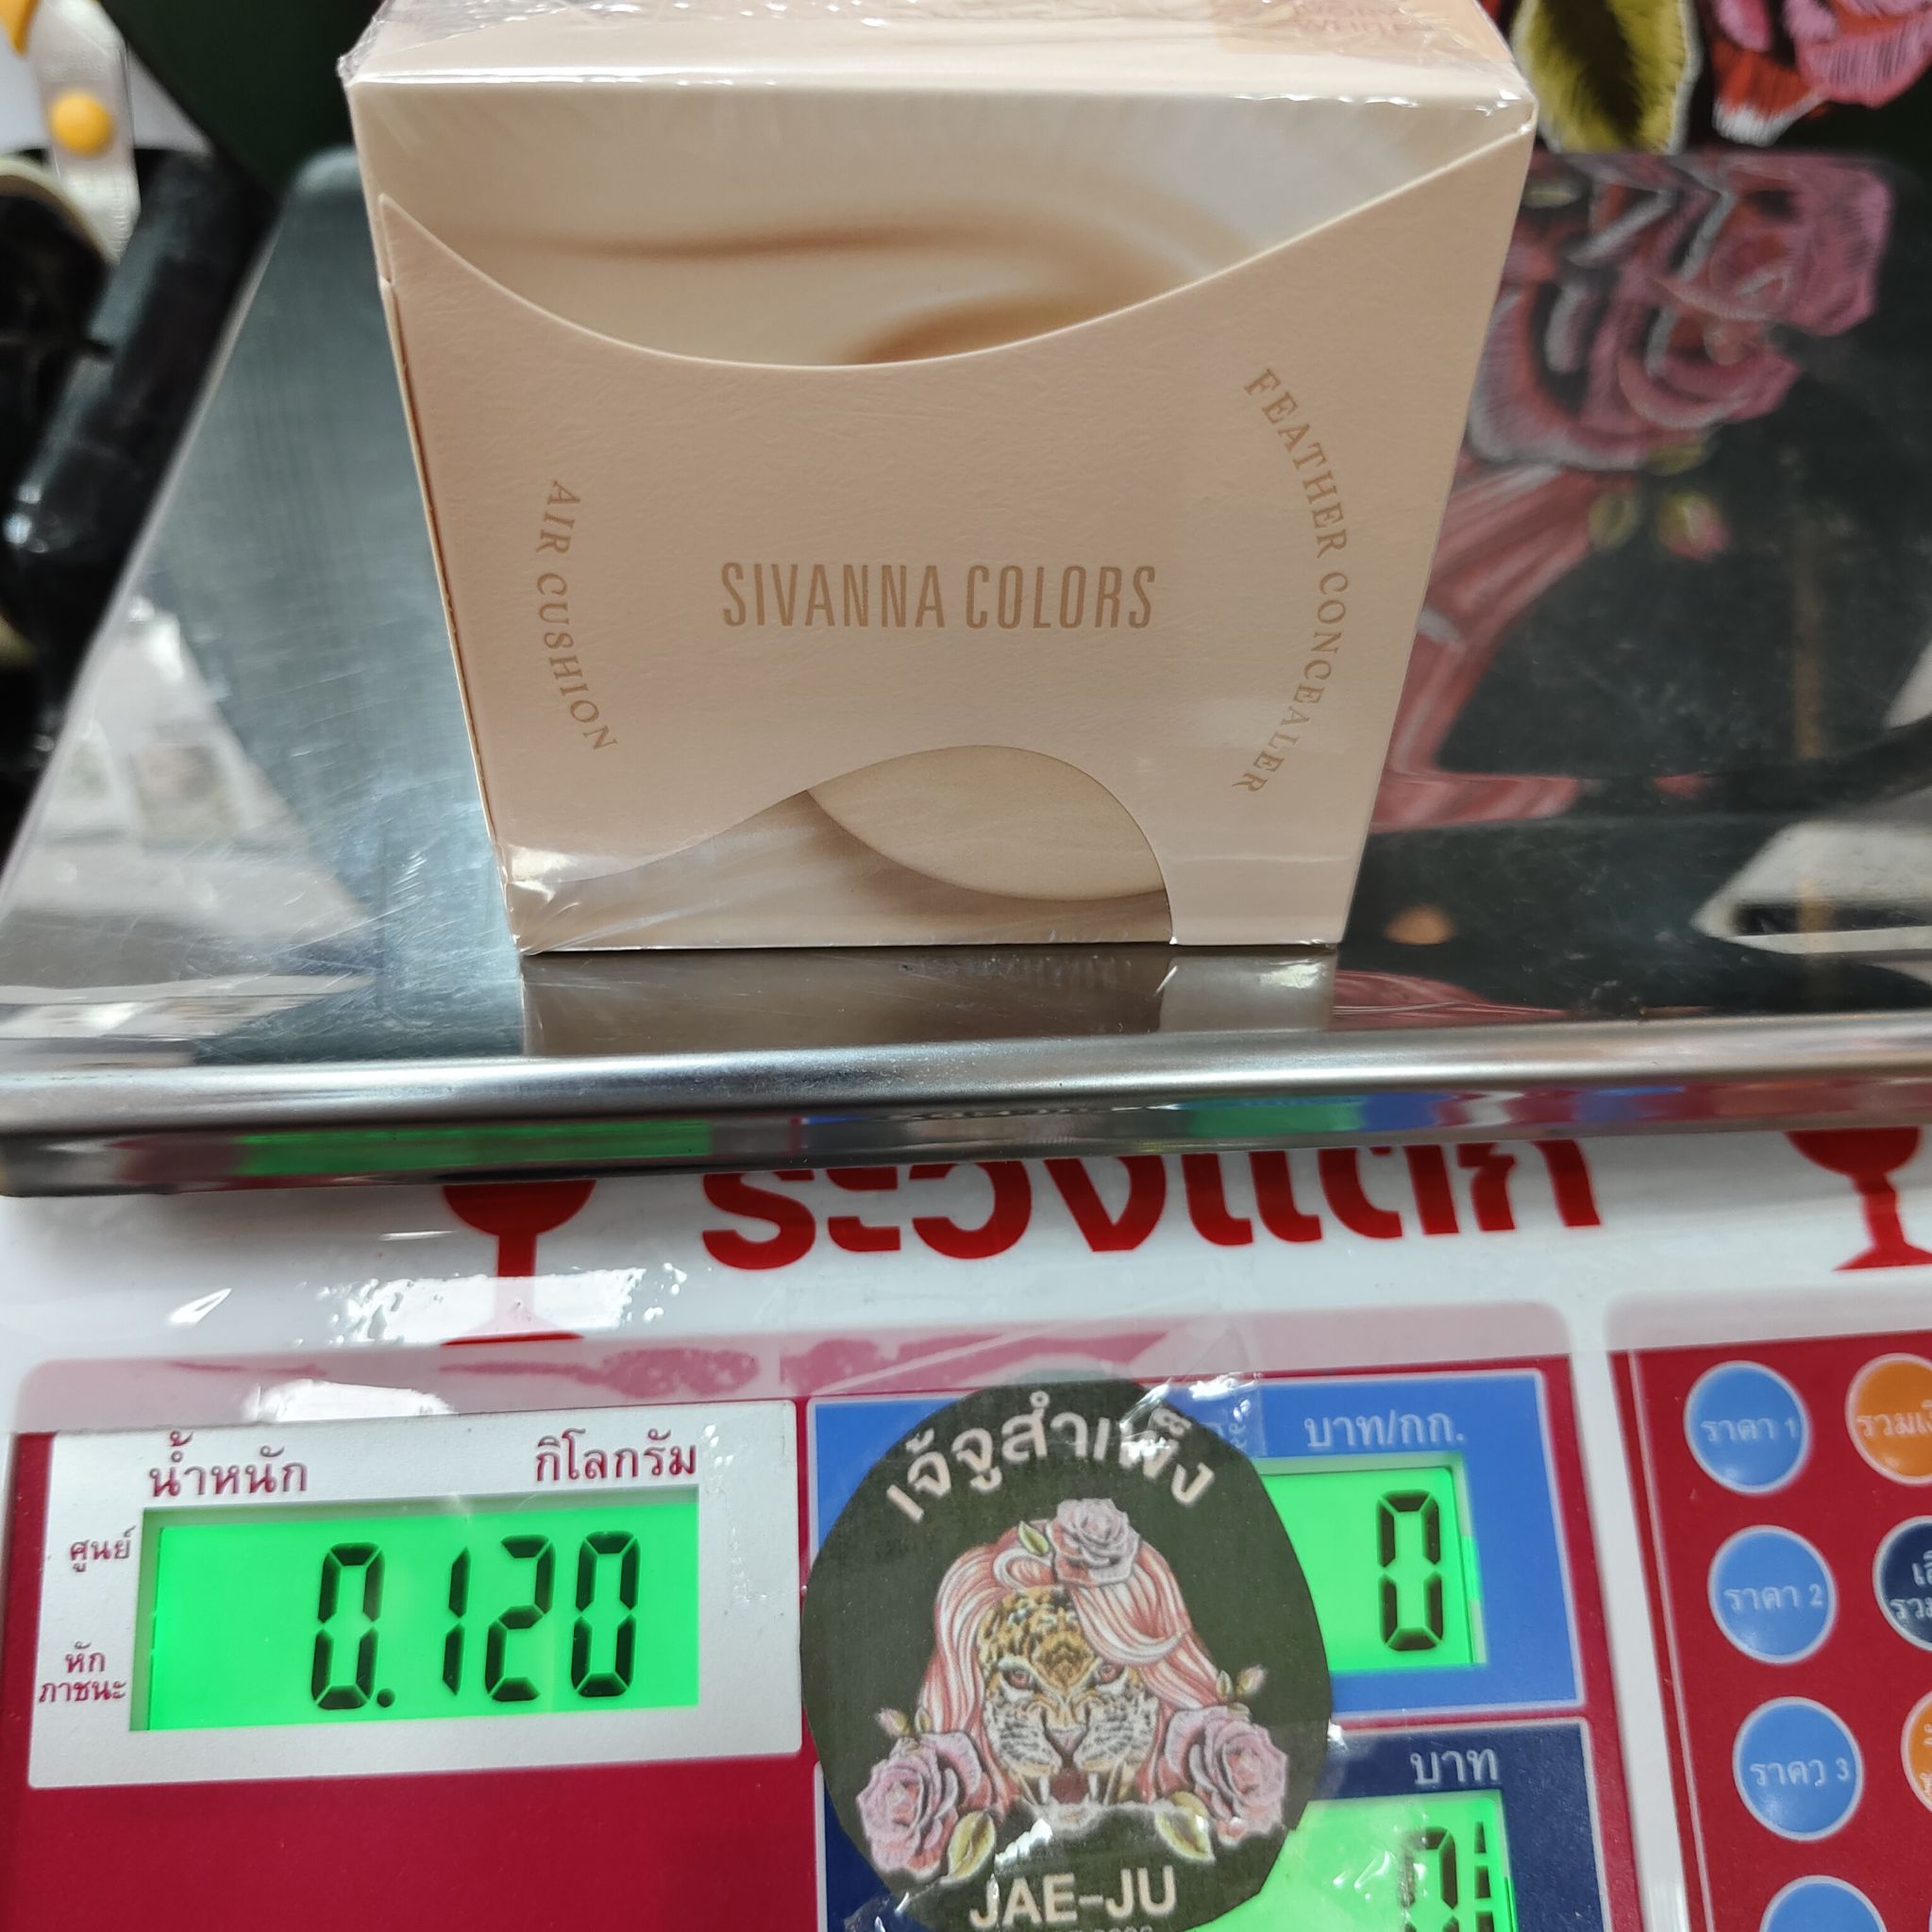 FEATHER CONCEALER
AIR CUSHION
SIVANNA COLORS
ระวังแตก
น้ำหนัก กิโลกรัม
ศูนย์
หัก
ภาชนะ
0.120
เจ้จูสำเพ็ง
JAE-JU
บาท/กก.
0
บาท
ราคา 1
ราคา 2
ราคว 3